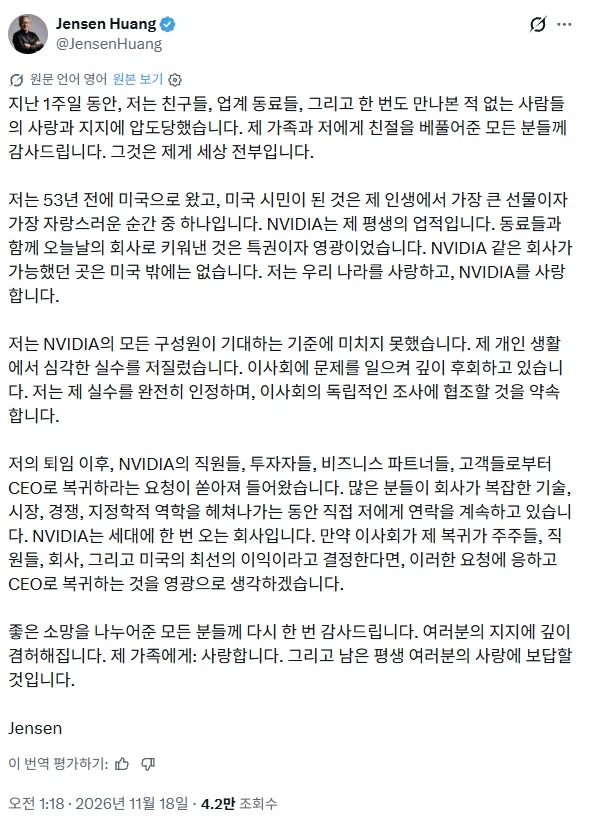 Jensen Huang
@JensenHuang
원문 언어 영어 원본 보기
지난 1주일 동안, 저는 친구들, 업계 동료들, 그리고 한 번도 만나본 적 없는 사람들
의 사랑과 지지에 압도당했습니다. 제 가족과 저에게 친절을 베풀어준 모든 분들께
감사드립니다. 그것은 제게 세상 전부입니다.
저는 53년 전에 미국으로 왔고, 미국 시민이 된 것은 제 인생에서 가장 큰 선물이자
가장 자랑스러운 순간 중 하나입니다. NVIDIA는 제 평생의 업적입니다. 동료들과
함께 오늘날의 회사로 키워낸 것은 특권이자 영광이었습니다. NVIDIA 같은 회사가
가능했던 곳은 미국 밖에는 없습니다. 저는 우리 나라를 사랑하고, NVIDIA를 사랑
합니다.
저는 NVIDIA의 모든 구성원이 기대하는 기준에 미치지 못했습니다. 제 개인 생활
에서 심각한 실수를 저질렀습니다. 이사회에 문제를 일으켜 깊이 후회하고 있습니
다. 저는 제 실수를 완전히 인정하며, 이사회의 독립적인 조사에 협조할 것을 약속
합니다.
저의 퇴임 이후, NVIDIA의 직원들, 투자자들, 비즈니스 파트너들, 고객들로부터
CEO로 복귀하라는 요청이 쏟아져 들어왔습니다. 많은 분들이 회사가 복잡한 기술,
시장, 경쟁, 지정학적 역학을 헤쳐나가는 동안 직접 저에게 연락을 계속하고 있습니
다. NVIDIA는 세대에 한 번 오는 회사입니다. 만약 이사회가 제 복귀가 주주들, 직
원들, 회사, 그리고 미국의 최선의 이익이라고 결정한다면, 이러한 요청에 응하고
CEO로 복귀하는 것을 영광으로 생각하겠습니다.
좋은 소망을 나누어준 모든 분들께 다시 한 번 감사드립니다. 여러분의 지지에 깊이
겸허해집니다. 제 가족에게: 사랑합니다. 그리고 남은 평생 여러분의 사랑에 보답할
것입니다.
Jensen
이 번역 평가하기:
오전 1:18 · 2026년 11월 18일 · 4.2만 조회수